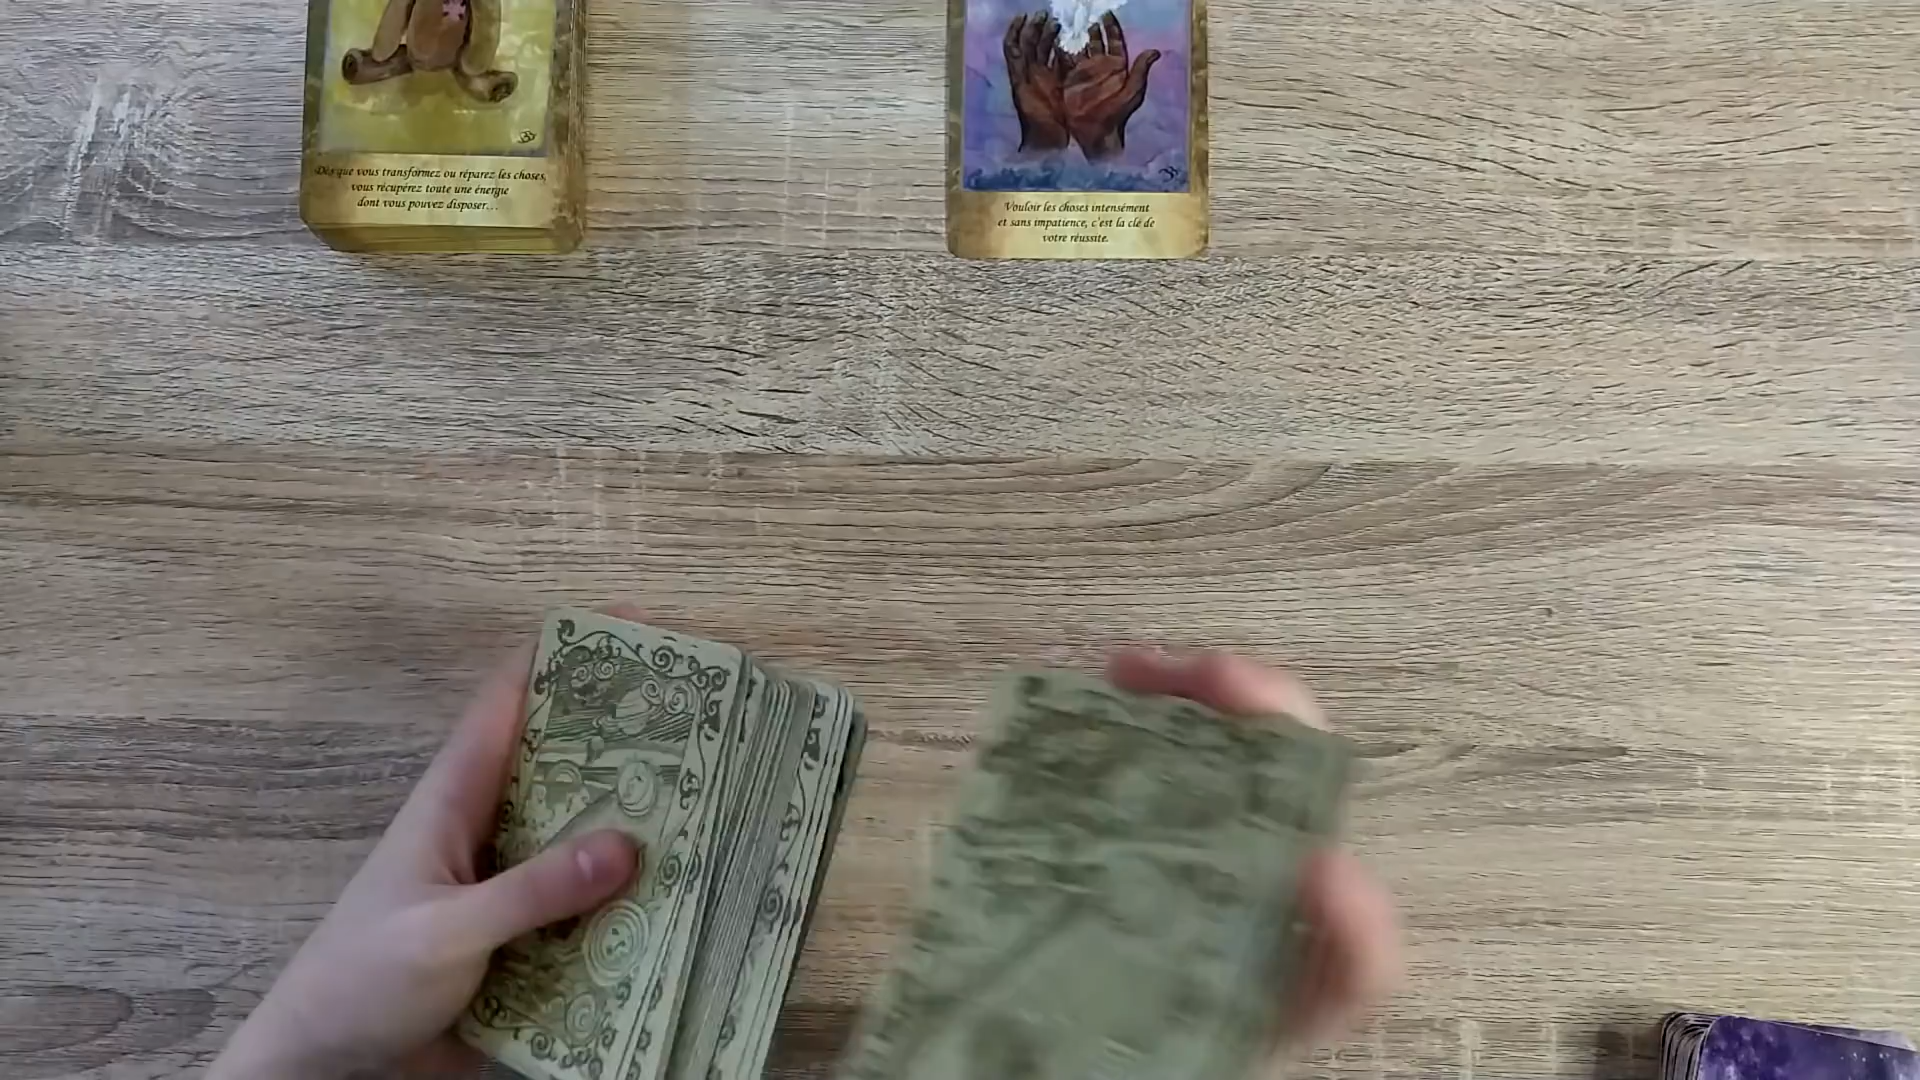 Dès que vous transformez ou réparez les choses,
vous récupérez toute une énergie
dont vous pouvez disposer...
Vouloir les choses intensément
et sans impatience, c'est la clé de
votre réussite.